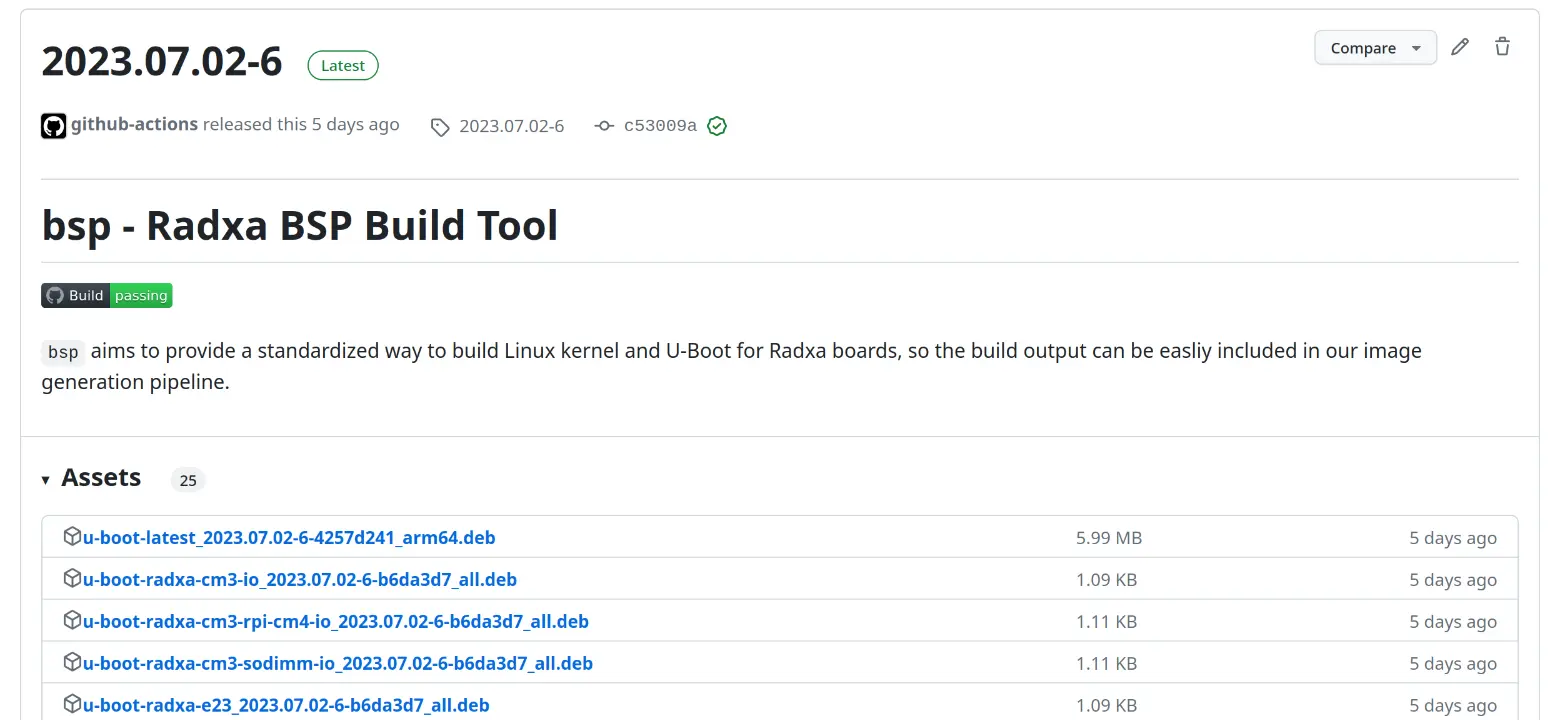 2023.07.02-6 Latest Compare
github-actions released this 5 days ago 2023.07.02-6 c53009a
bsp - Radxa BSP Build Tool
Build passing
bsp aims to provide a standardized way to build Linux kernel and U-Boot for Radxa boards, so the build output can be easliy included in our image
generation pipeline.
Assets 25
u-boot-latest_2023.07.02-6-4257d241_arm64.deb 5.99 MB 5 days ago
u-boot-radxa-cm3-io_2023.07.02-6-b6da3d7_all.deb 1.09 KB 5 days ago
u-boot-radxa-cm3-rpi-cm4-io_2023.07.02-6-b6da3d7_all.deb 1.11 KB 5 days ago
u-boot-radxa-cm3-sodimm-io_2023.07.02-6-b6da3d7_all.deb 1.11 KB 5 days ago
u-boot-radxa-e23_2023.07.02-6-b6da3d7_all.deb 1.09 KB 5 days ago